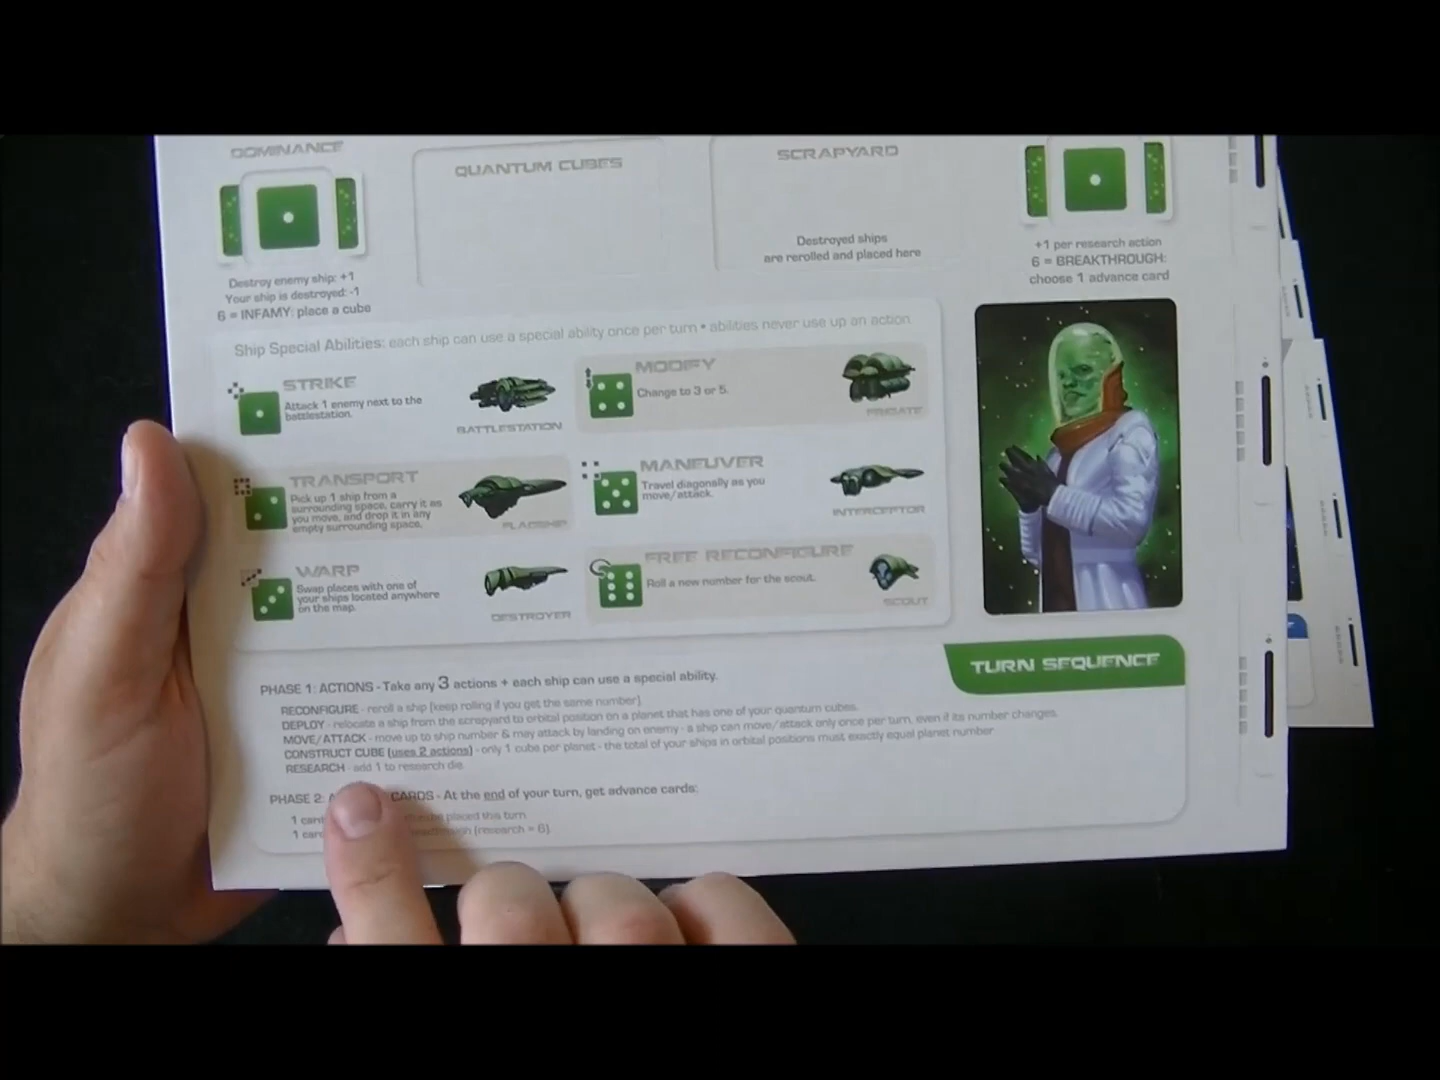 DOMINANCE
QUANTUM CUBES
SCRAPYARD
Destroyed ships
are rerolled and placed here
Destroy enemy ship: +1
Your ship is destroyed: -1
6 = INFAMY: place a cube
+1 per research action
6 = BREAKTHROUGH:
choose 1 advance card
Ship Special Abilities: each ship can use a special ability once per turn • abilities never use up an action
STRIKE
Attack 1 enemy next to the
battlestation.
BATTLESTATION
MODIFY
Change to 3 or 5.
FRIGATE
TRANSPORT
Pick up 1 ship from a
surrounding space, carry it as
you move, and drop it in any
empty surrounding space.
FLAGSHIP
MANEUVER
Travel diagonally as you
move/attack.
INTERCEPTOR
WARP
Swap places with one of
your ships located anywhere
on the map.
DESTROYER
FREE RECONFIGURE
Roll a new number for the scout.
SCOUT
TURN SEQUENCE
PHASE 1: ACTIONS - Take any 3 actions + each ship can use a special ability.
RECONFIGURE - reroll a ship (keep rolling if you get the same number)
DEPLOY - relocate a ship from the scrapyard to orbital position on a planet that has one of your quantum cubes.
MOVE/ATTACK - move up to ship number & may attack by landing on enemy - a ship can move/attack only once per turn, even if its number changes.
CONSTRUCT CUBE (uses 2 actions) - only 1 cube per planet - the total of your ships in orbital positions must exactly equal planet number
RESEARCH - add 1 to research die
PHASE 2: CARDS - At the end of your turn, get advance cards:
1 placed this turn
1 (research = 6)